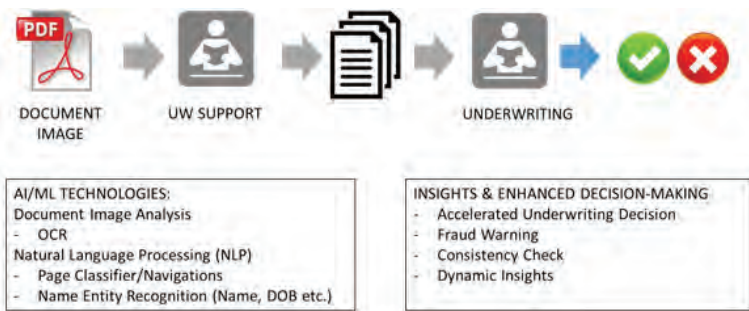 PDF
DOCUMENT
IMAGE
UW SUPPORT
UNDERWRITING
AI/ML TECHNOLOGIES:
Document Image Analysis
- OCR
Natural Language Processing (NLP)
- Page Classifier/Navigations
- Name Entity Recognition (Name, DOB etc.)
INSIGHTS & ENHANCED DECISION-MAKING
- Accelerated Underwriting Decision
- Fraud Warning
- Consistency Check
- Dynamic Insights